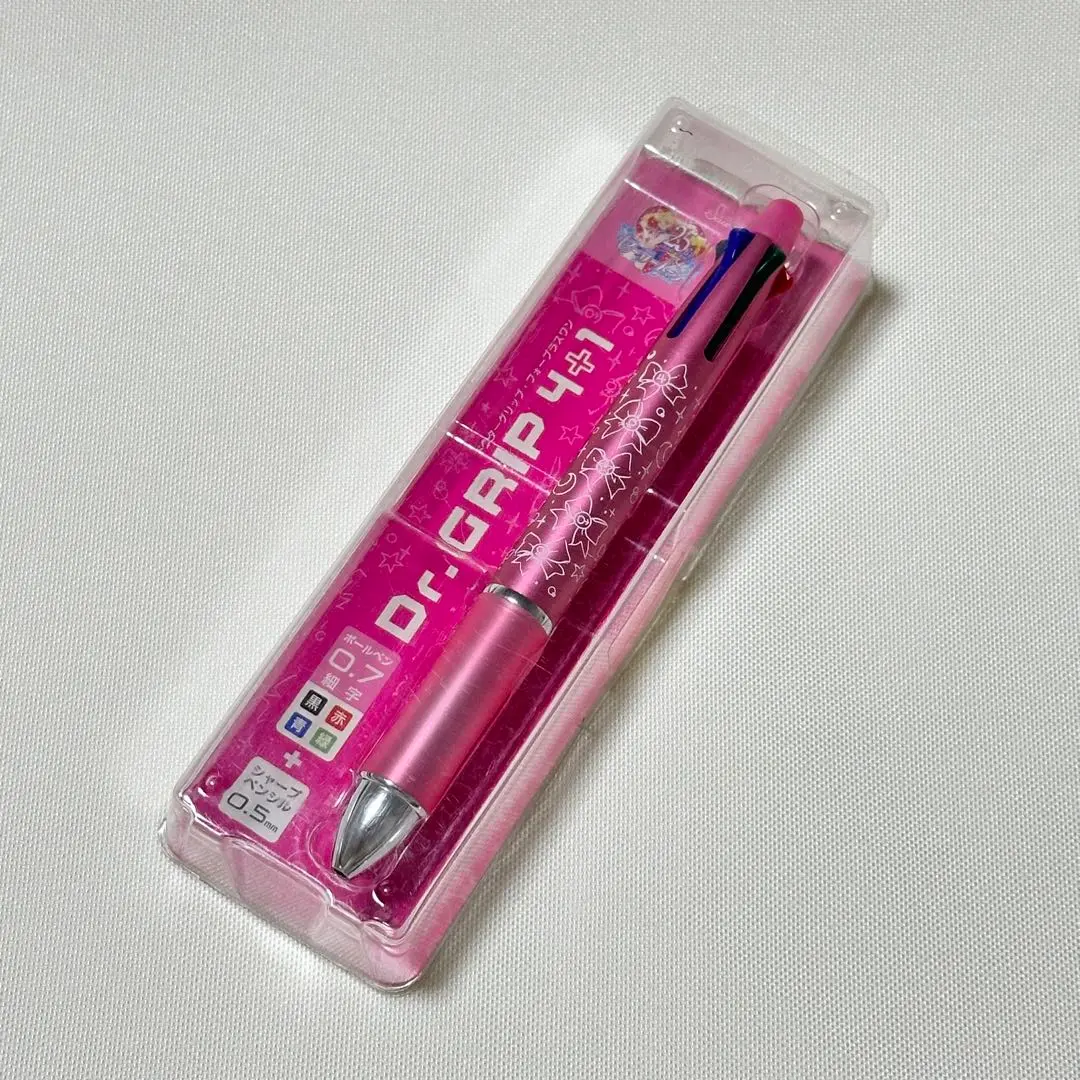 25th
Dr. GRIP 4+1
ドクターグリップ・フォープラスワン
ボールペン
0.7
細字
黒
赤
青
緑
+
シャープ
ペンシル
0.5mm